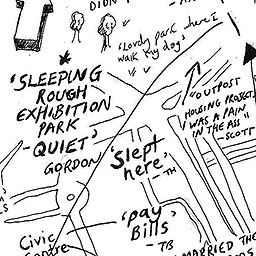 DIDN'T
'Lovely park where I
walk my dog'
'SLEEPING
ROUGH
EXHIBITION
PARK
- QUIET'
GORDON
"OUTPOST
HOUSING PROJECT,
I WAS A PAIN
IN THE ASS"
- SCOTT
'Slept
here'
- TH
'pay
Bills'
- TB
Civic
Centre
MARRIED THE